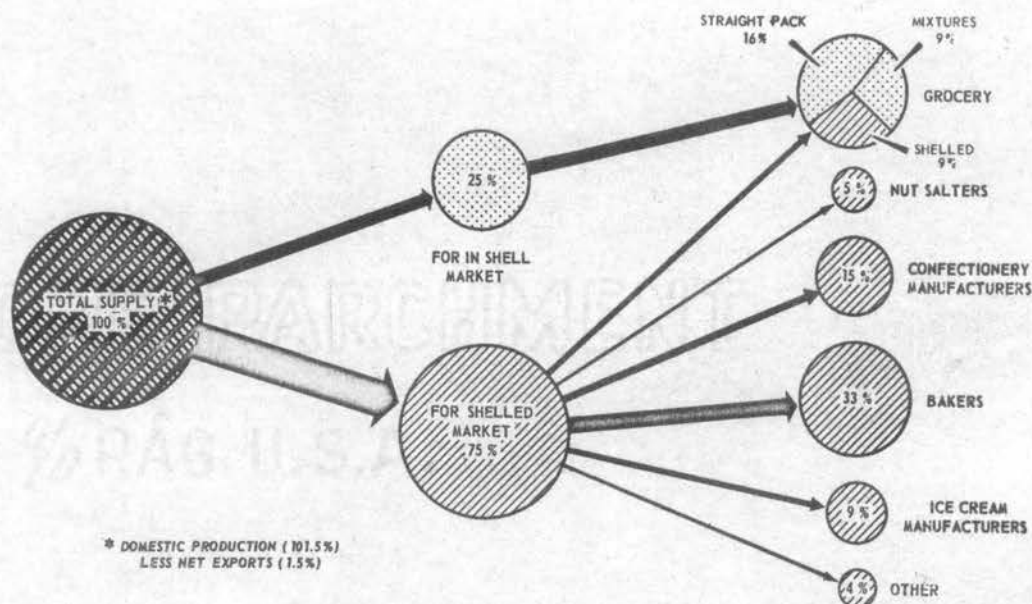 STRAIGHT PACK
16%
MIXTURES
9%
GROCERY
SHELLED
9%
25%
FOR IN SHELL
MARKET
5%
NUT SALTERS
15%
CONFECTIONERY
MANUFACTURERS
TOTAL SUPPLY *
100%
FOR SHELLED
MARKET
75%
33%
BAKERS
9%
ICE CREAM
MANUFACTURERS
4%
OTHER
* DOMESTIC PRODUCTION (101.5%)
LESS NET EXPORTS (1.5%)
PARCHMENT
RAG U.S.A.